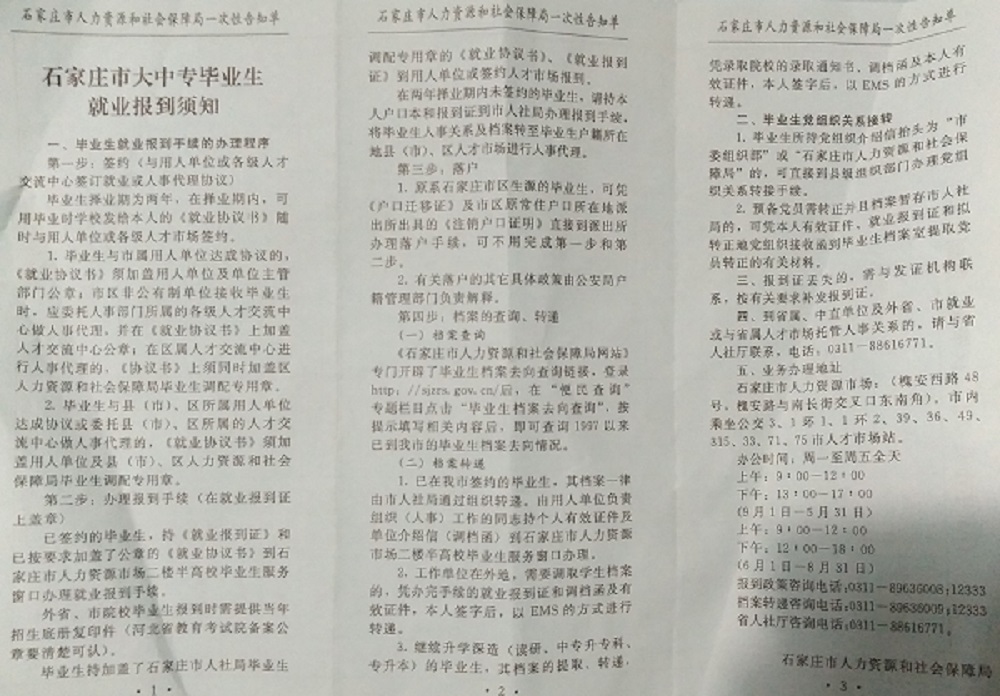 石家庄市人力资源和社会保障局一次性告知单
石家庄市大中专毕业生
就业报到须知
一、毕业生就业报到手续的办理程序
第一步：签约（与用人单位或各级人才
交流中心签订就业或人事代理协议）
毕业生择业期为两年，在择业期内，可
用毕业时学校发给本人的《就业协议书》随
时与用人单位或各级人才市场签约。
1. 毕业生与市属用人单位达成协议的，
《就业协议书》须加盖用人单位及单位主管
部门公章；市区非公有制单位接收毕业生
时，应委托人事部门所属的各级人才交流中
心做人事代理，并在《就业协议书》上加盖
人才交流中心公章；在区属人才交流中心进
行人事代理的，《协议书》上须同时加盖区
人力资源和社会保障局毕业生调配专用章。
2. 毕业生与县（市）、区所属用人单位
达成协议或委托县（市）、区所属的人才交
流中心做人事代理的，《就业协议书》须加
盖用人单位及县（市）、区人力资源和社会
保障局毕业生调配专用章。
第二步：办理报到手续（在就业报到证
上盖章）
已签约的毕业生，持《就业报到证》和
已按要求加盖了公章的《就业协议书》到石
家庄市人力资源市场二楼半高校毕业生服务
窗口办理就业报到手续。
外省、市院校毕业生报到时需提供当年
招生底册复印件（河北省教育考试院备案公
章要清楚可认）。
毕业生持加盖了石家庄市人社局毕业生
· 1 ·
石家庄市人力资源和社会保障局一次性告知单
调配专用章的《就业协议书》、《就业报到
证》到用人单位或签约人才市场报到。
在两年择业期内未签约的毕业生，请持本
人户口本和报到证到市人社局办理报到手续，
将毕业生人事关系及档案转至毕业生户籍所在
地县（市）、区人才市场进行人事代理。
第三步：落户
1. 原系石家庄市区生源的毕业生，可凭
《户口迁移证》及市区原常住户口所在地派
出所出具的《注销户口证明》直接到派出所
办理落户手续，可不用完成第一步和第
二步。
2. 有关落户的其它具体政策由公安局户
籍管理部门负责解释。
第四步：档案的查询、转递
（一）档案查询
《石家庄市人力资源和社会保障局网站》
专门开辟了毕业生档案去向查询链接，登录
http：//sjzrs.gov.cn/后，在“便民查询”
专题栏目点击“毕业生档案去向查询”，按
提示填写相关内容后，即可查询1997以来
已到我市的毕业生档案去向情况。
（二）档案转递
1. 已在我市签约的毕业生，其档案一律
由市人社局通过组织转递，由用人单位负责
组织（人事）工作的同志持个人有效证件及
单位介绍信（调档函）到石家庄市人力资源
市场二楼半高校毕业生服务窗口办理。
2. 工作单位在外地，需要调取学生档案
的，凭办完手续的就业报到证和调档函及有
效证件，本人签字后，以EMS的方式进行
转递。
3. 继续升学深造（读研、中专升专科、
专升本）的毕业生，其档案的提取、转递，
· 2 ·
石家庄市人力资源和社会保障局一次性告知单
凭录取院校的录取通知书、调档函及本人有
效证件，本人签字后，以EMS的方式进行
转递。
二、毕业生党组织关系接转
1. 毕业生所持党组织介绍信抬头为“市
委组织部”或“石家庄市人力资源和社会保
障局”的，可直接到县级组织部门办理党组
织关系转接手续。
2. 预备党员需转正并且档案暂存市人社
局的，可凭本人有效证件、就业报到证和拟
转正地党组织接收函到毕业生档案室提取党
员转正的有关材料。
三、报到证丢失的，需与发证机构联
系，按有关要求补发报到证。
四、到省属、中直单位及外省、市就业
或与省属人才市场托管人事关系的，请与省
人社厅联系，电话：0311—88616771。
五、业务办理地址
石家庄市人力资源市场：（槐安西路48
号，槐安路与南长街交叉口东南角），市内
乘坐公交3、1环1、1环2、39、36、49、
315、33、71、75市人才市场站。
办公时间：周一至周五全天
上午：9：00—12：00
下午：13：00—17：00
(9月1日—5月31日)
上午：9：00—12：00
下午：12：00—18：00
(6月1日—8月31日)
报到政策咨询电话:0311—89636008;12333
档案转递咨询电话:0311—89636009;12333
省人社厅咨询电话:0311—88616771。
石家庄市人力资源和社会保障局
· 3 ·